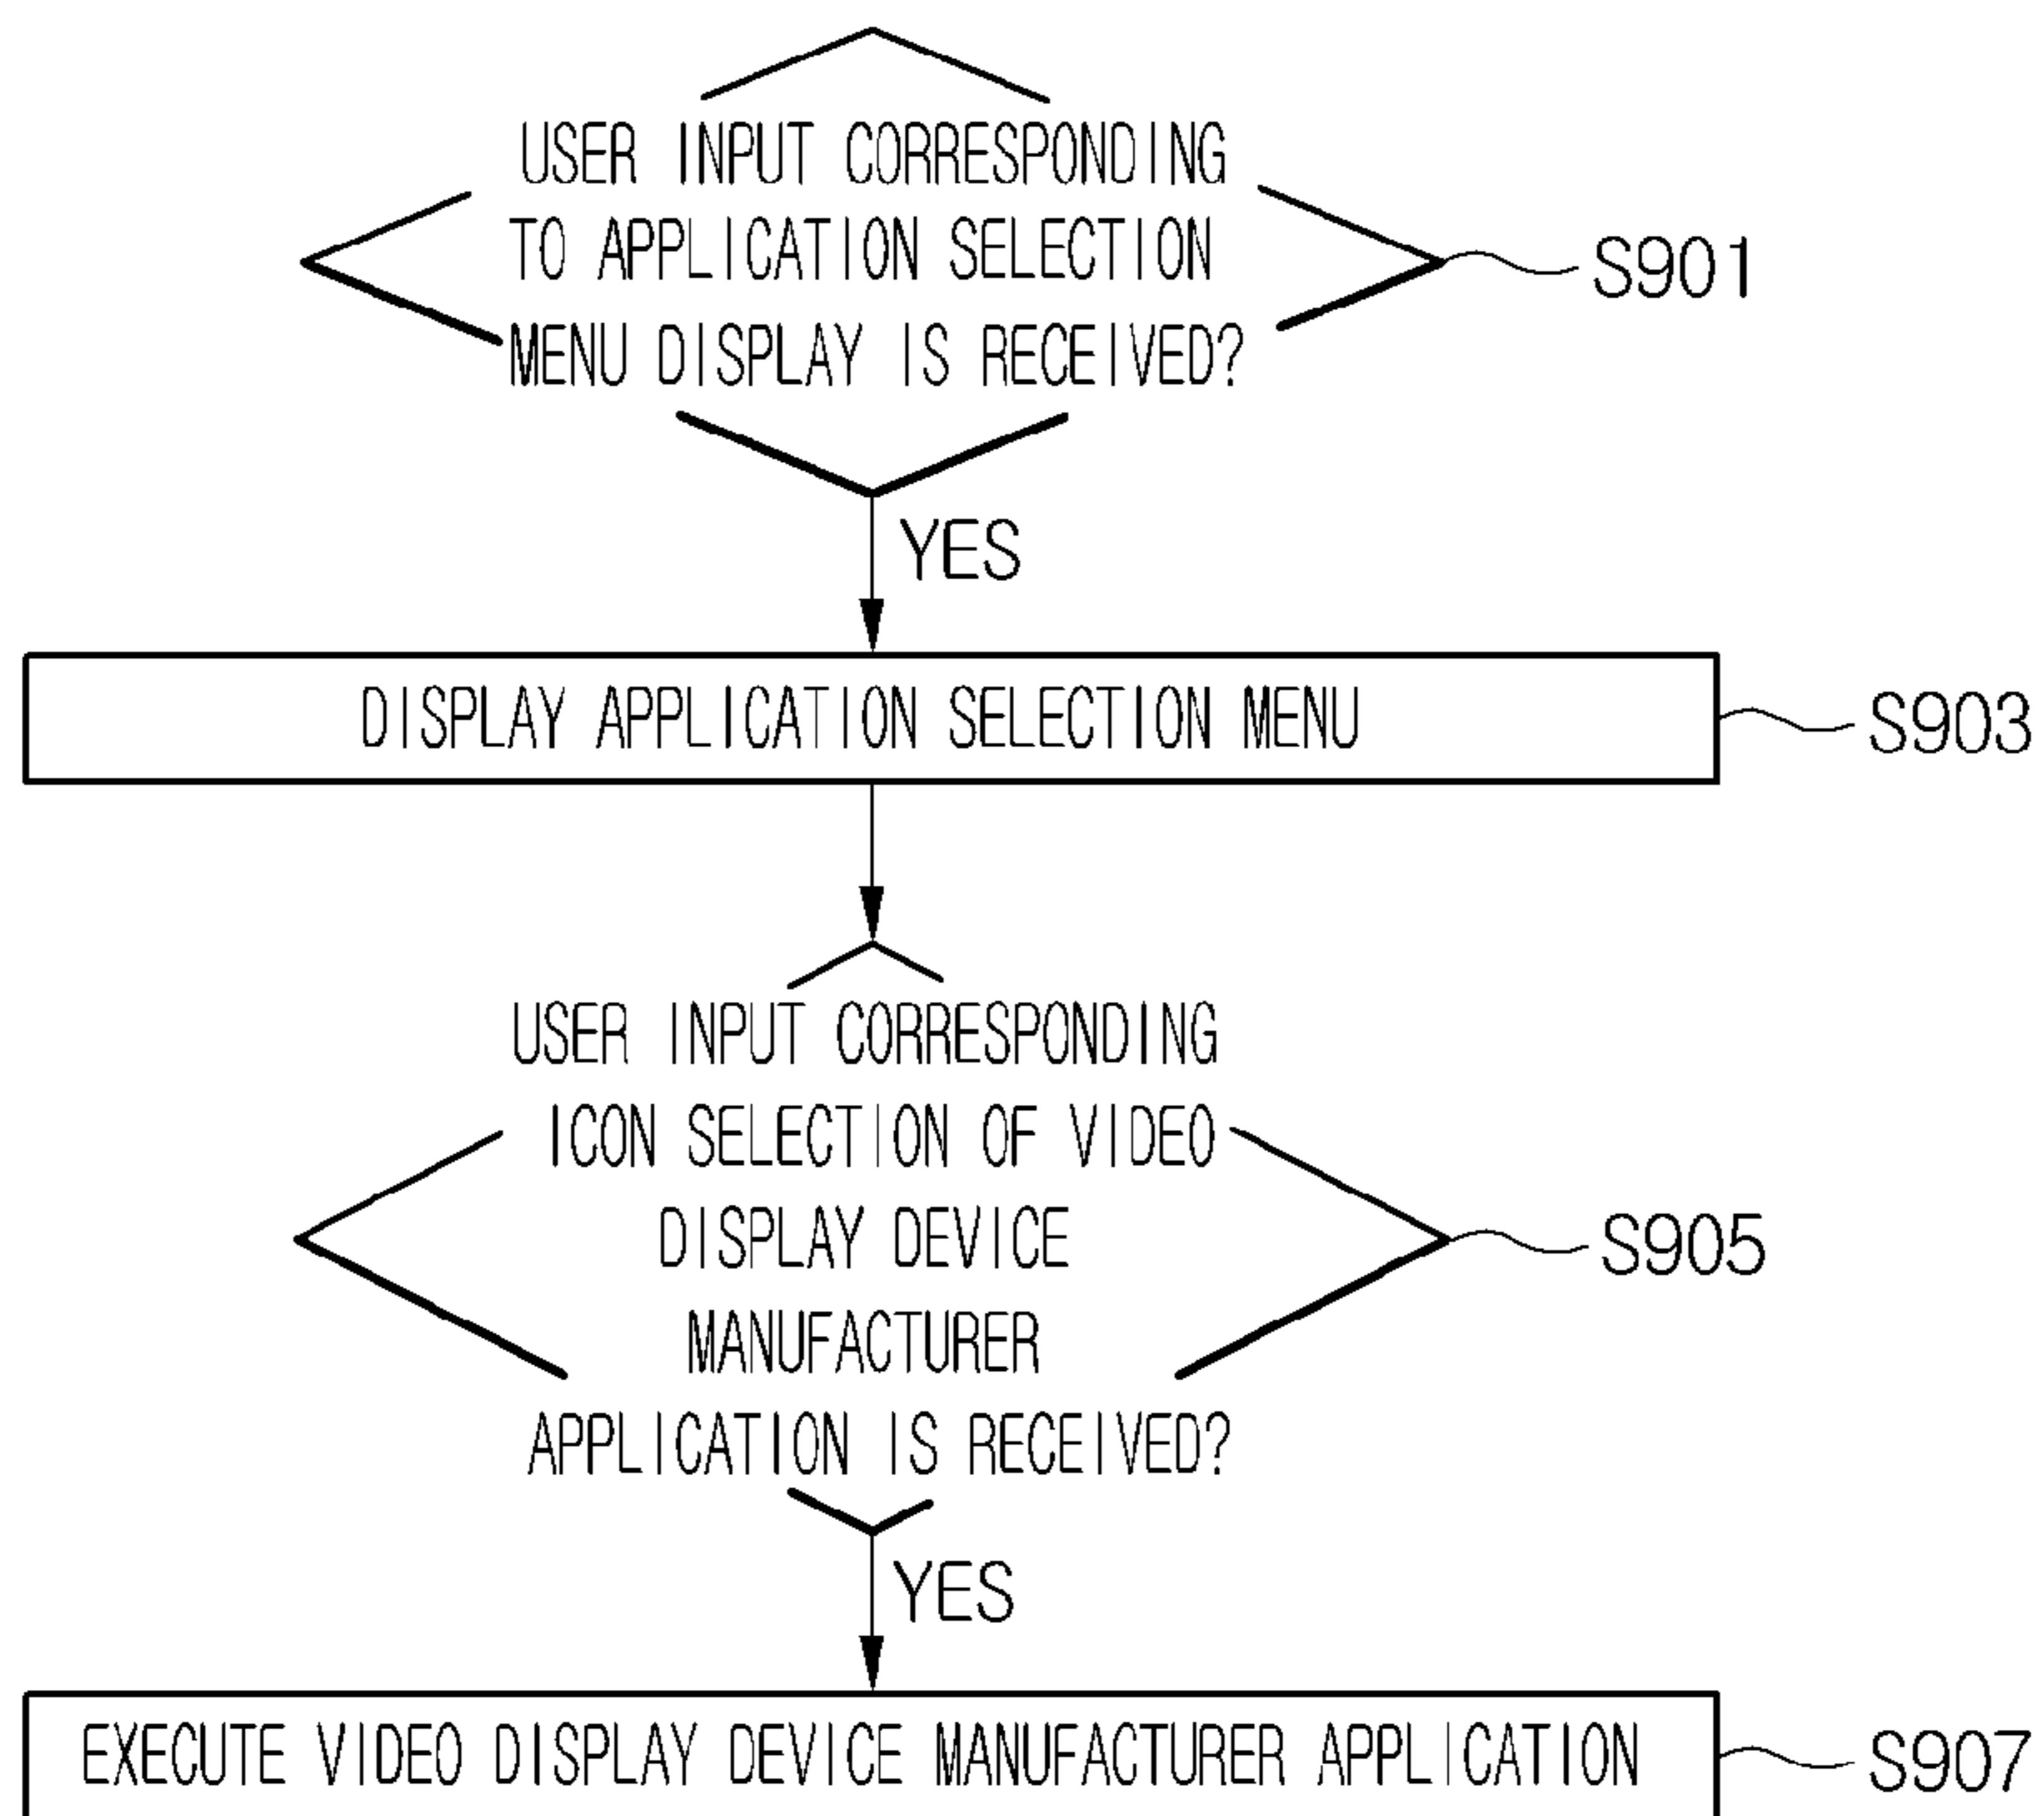 USER INPUT CORRESPONDING
TO APPLICATION SELECTION
MENU DISPLAY IS RECEIVED?
S901
YES
DISPLAY APPLICATION SELECTION MENU
S903
USER INPUT CORRESPONDING
ICON SELECTION OF VIDEO
DISPLAY DEVICE
MANUFACTURER
APPLICATION IS RECEIVED?
S905
YES
EXECUTE VIDEO DISPLAY DEVICE MANUFACTURER APPLICATION
S907